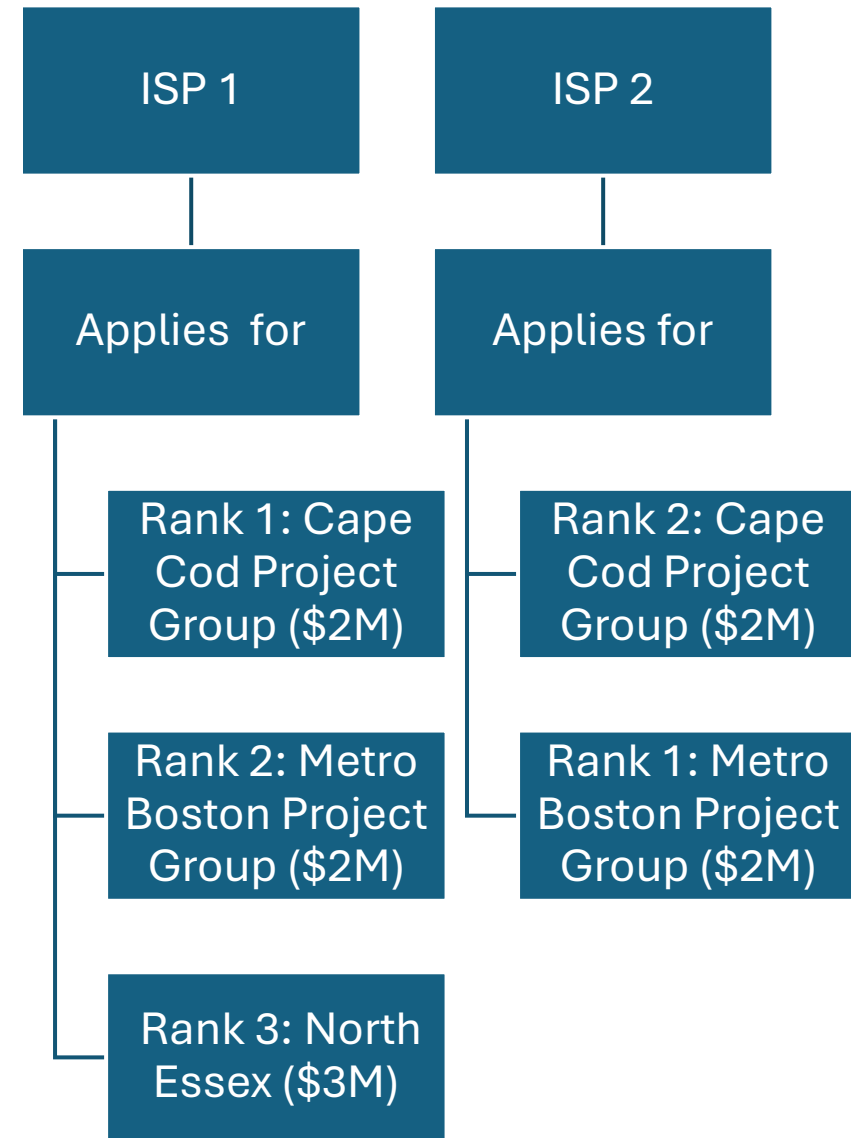 ISP 1
Applies for
Rank 1: Cape
Cod Project
Group ($2M)
Rank 2: Metro
Boston Project
Group ($2M)
Rank 3: North
Essex ($3M)
ISP 2
Applies for
Rank 2: Cape
Cod Project
Group ($2M)
Rank 1: Metro
Boston Project
Group ($2M)